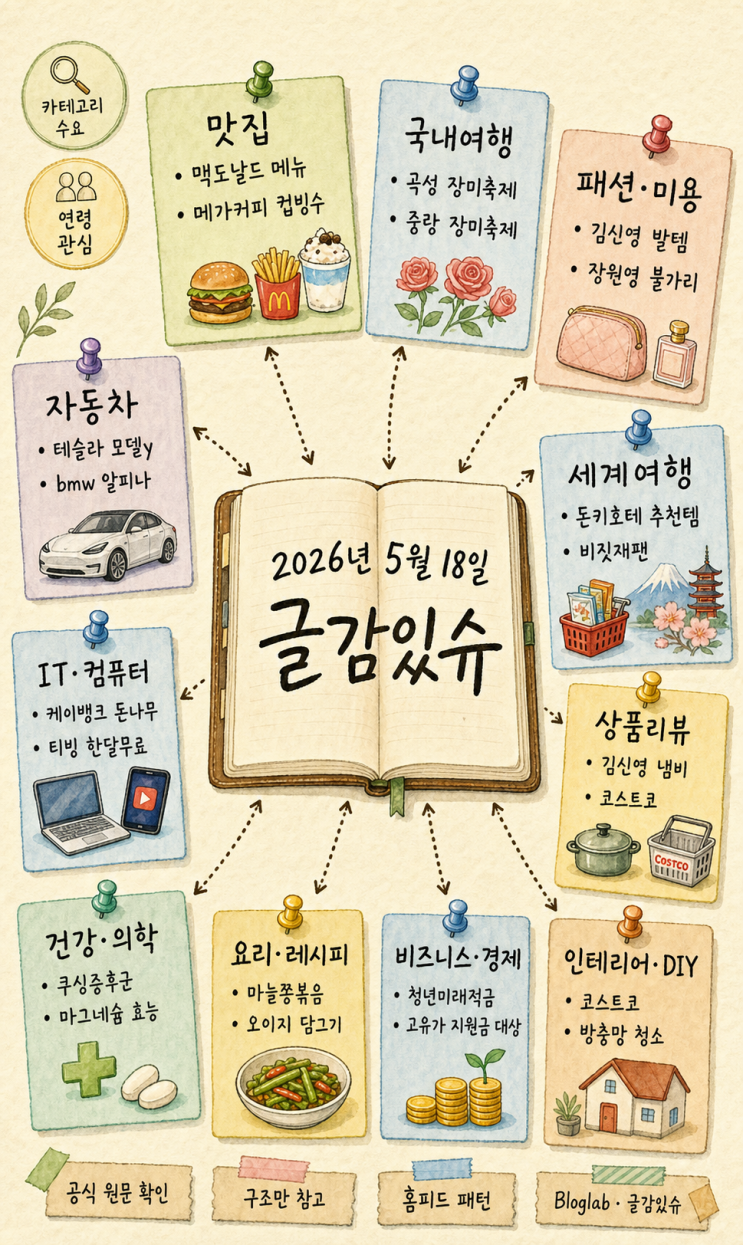 카테고리
수요
연령
관심
맛집
• 맥도날드 메뉴
• 메가커피 컵빙수
국내여행
• 곡성 장미축제
• 중랑 장미축제
패션·미용
• 김신영 발템
• 장원영 불가리
자동차
• 테슬라 모델y
• bmw 알피나
세계여행
• 돈키호테 추천템
• 비짓재팬
2026년 5월 18일
글감있슈
IT·컴퓨터
• 케이뱅크 돈나무
• 티빙 한달무료
상품리뷰
• 김신영 냄비
• 코스트코
COSTCO
건강·의학
• 쿠싱증후군
• 마그네슘 효능
요리·레시피
• 마늘쫑볶음
• 오이지 담그기
비즈니스·경제
• 청년미래적금
• 고유가 지원금 대상
인테리어·DIY
• 코스트코
• 방충망 청소
공식 원문 확인
구조만 참고
홈피드 패턴
Bloglab · 글감있슈